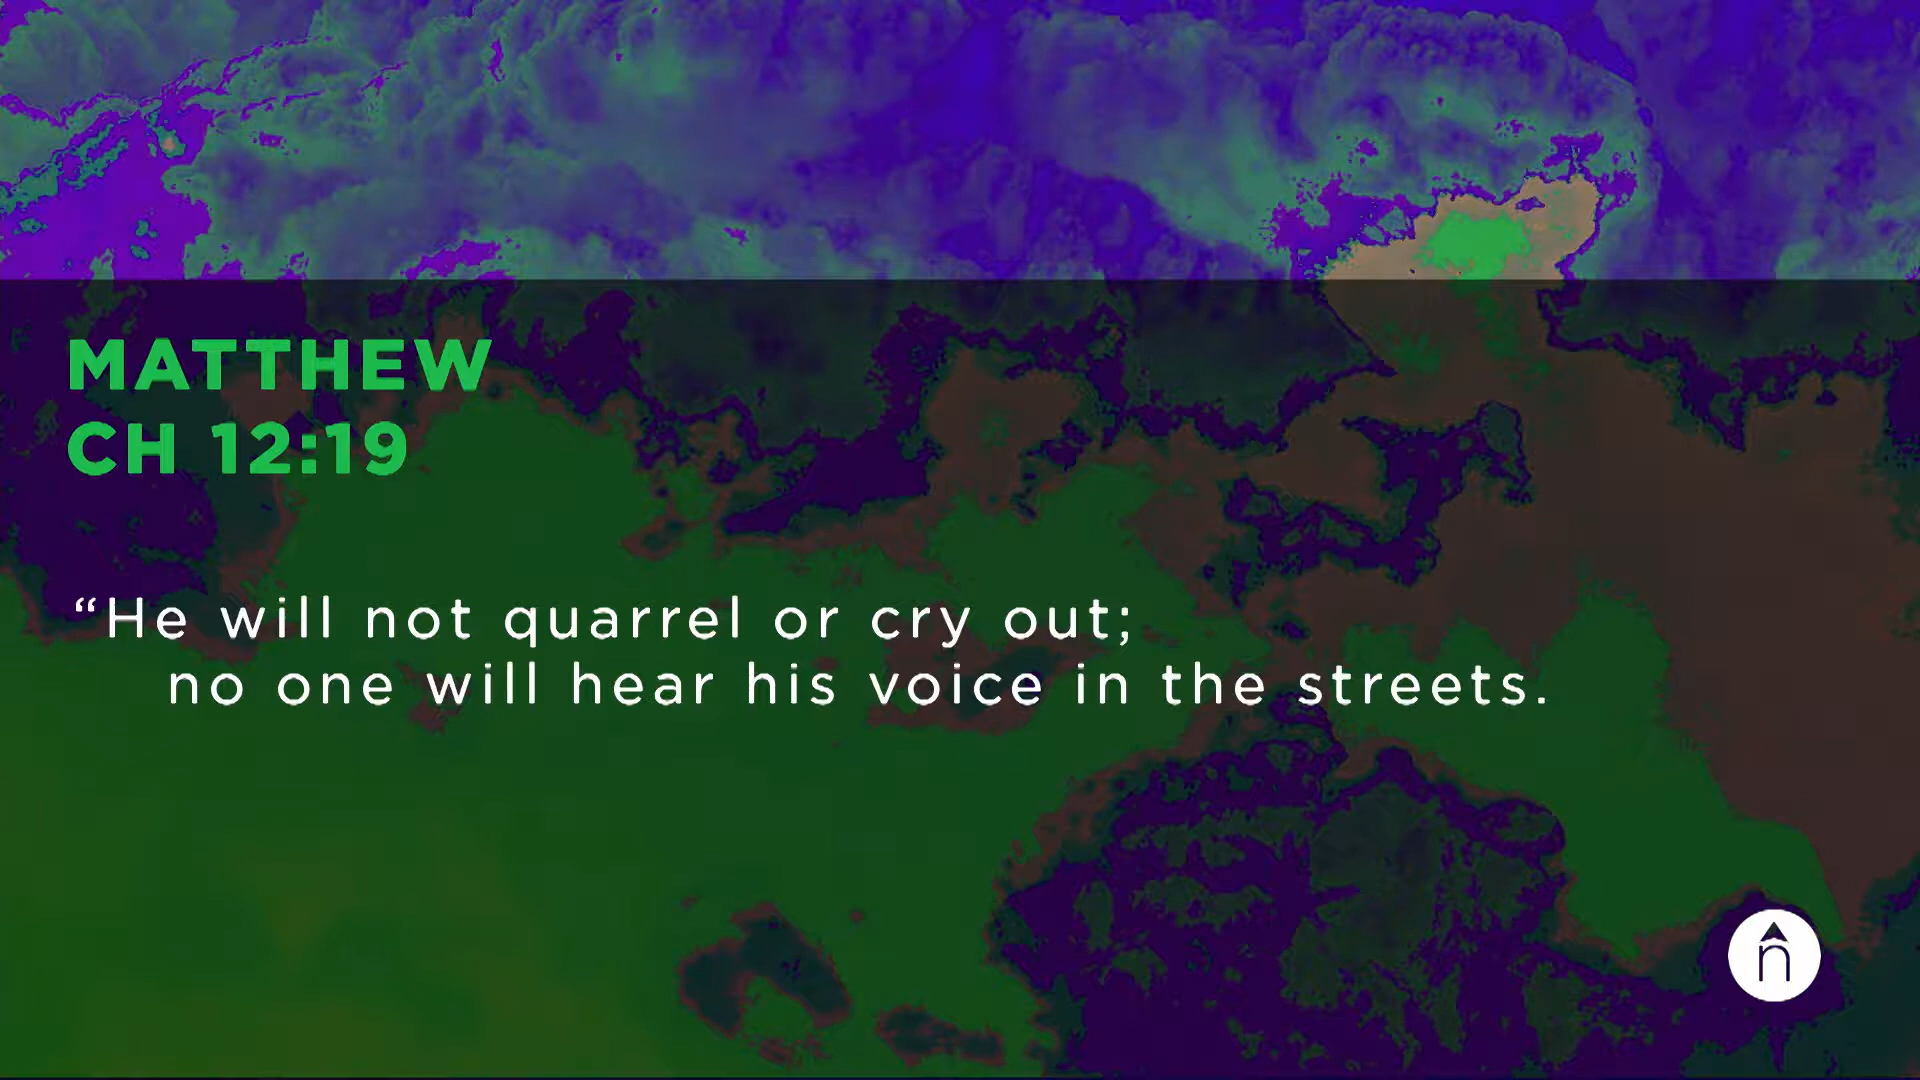 MATTHEW
CH 12:19
“He will not quarrel or cry out;
no one will hear his voice in the streets.
n